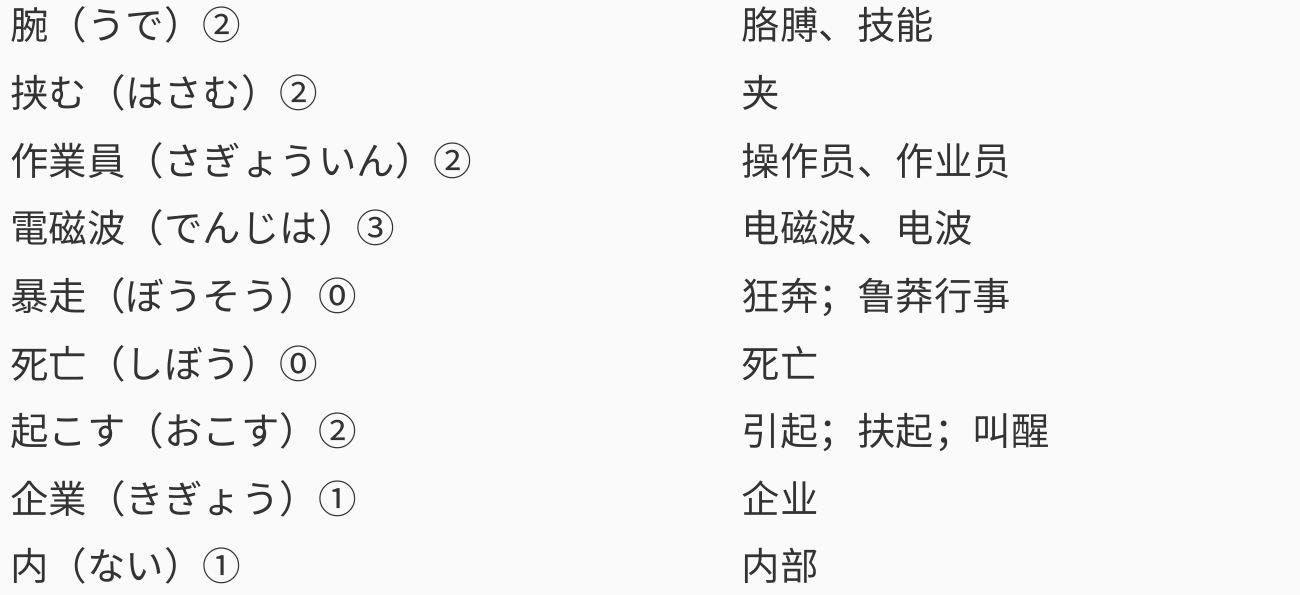 腕（うで）② 胳膊、技能
挟む（はさむ）② 夹
作業員（さぎょういん）② 操作员、作业员
電磁波（でんじは）③ 电磁波、电波
暴走（ぼうそう）⓪ 狂奔；鲁莽行事
死亡（しぼう）⓪ 死亡
起こす（おこす）② 引起；扶起；叫醒
企業（きぎょう）① 企业
内（ない）① 内部